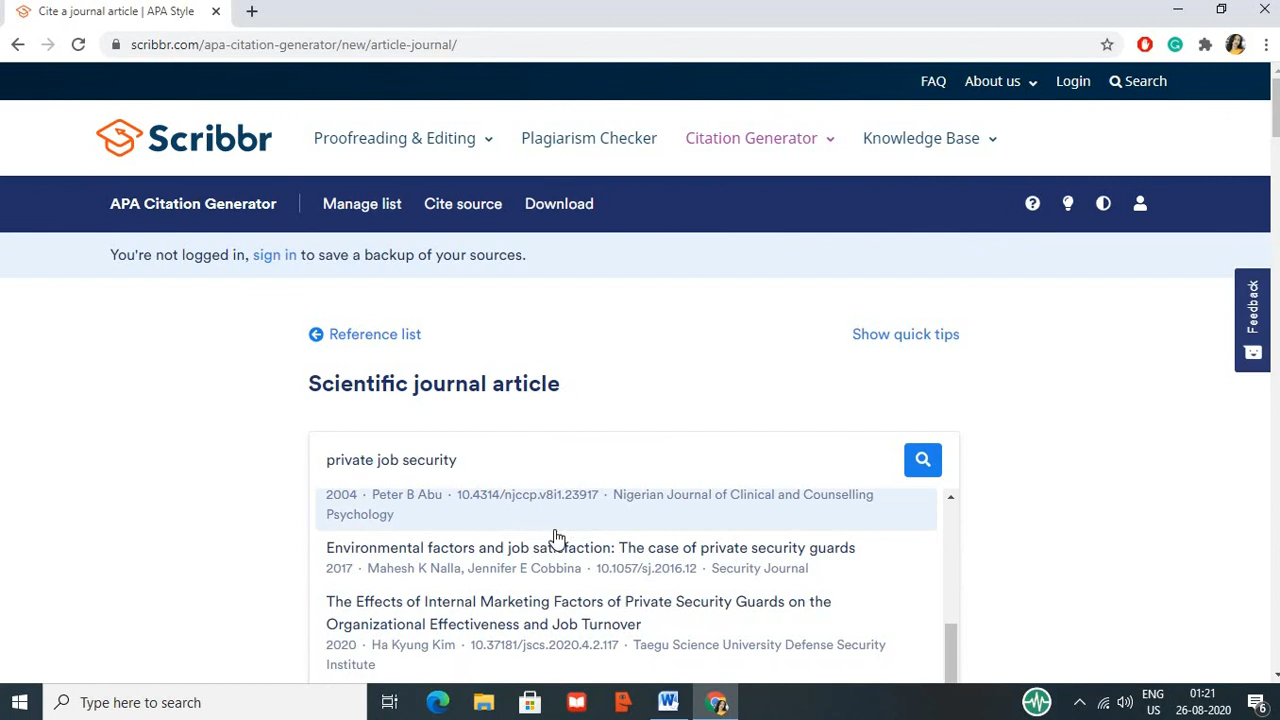 Cite a journal article | APA Style
scribbr.com/apa-citation-generator/new/article-journal/
FAQ About us Login Search
Scribbr Proofreading & Editing Plagiarism Checker Citation Generator Knowledge Base
APA Citation Generator Manage list Cite source Download
You're not logged in, sign in to save a backup of your sources.
Feedback
Reference list Show quick tips
Scientific journal article
private job security
2004 · Peter B Abu · 10.4314/njccp.v8i1.23917 · Nigerian Journal of Clinical and Counselling
Psychology
Environmental factors and job satisfaction: The case of private security guards
2017 · Mahesh K Nalla, Jennifer E Cobbina · 10.1057/sj.2016.12 · Security Journal
The Effects of Internal Marketing Factors of Private Security Guards on the
Organizational Effectiveness and Job Turnover
2020 · Ha Kyung Kim · 10.37181/jscs.2020.4.2.117 · Taegu Science University Defense Security
Institute
Type here to search
ENG
US
01:21
26-08-2020
5